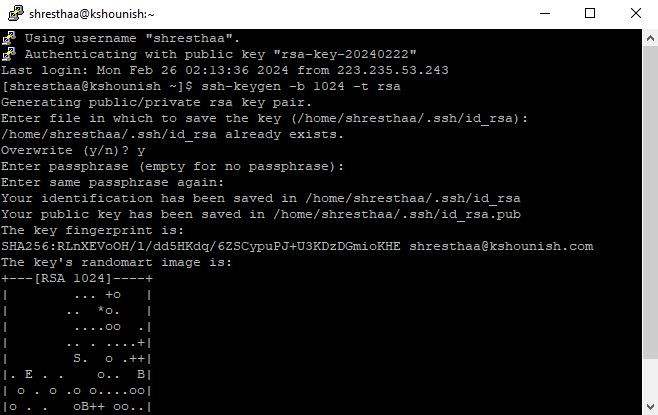 shresthaa@kshounish:~
Using username "shresthaa".
Authenticating with public key "rsa-key-20240222"
Last login: Mon Feb 26 02:13:36 2024 from 223.235.53.243
[shresthaa@kshounish ~]$ ssh-keygen -b 1024 -t rsa
Generating public/private rsa key pair.
Enter file in which to save the key (/home/shresthaa/.ssh/id_rsa):
/home/shresthaa/.ssh/id_rsa already exists.
Overwrite (y/n)? y
Enter passphrase (empty for no passphrase):
Enter same passphrase again:
Your identification has been saved in /home/shresthaa/.ssh/id_rsa
Your public key has been saved in /home/shresthaa/.ssh/id_rsa.pub
The key fingerprint is:
SHA256:RLnXEVoOH/l/dd5HKdq/6ZSCypuPJ+U3KDzDGmioKHE shresthaa@kshounish.com
The key's randomart image is:
+---[RSA 1024]----+
|        ... +o   |
|       ..  *o.   |
|        ....oo  .|
|       .. . ....+|
|        S.  o .++|
|. E . .    o..  B|
| o . o .o o....oo|
|o . .   oB++ oo..|